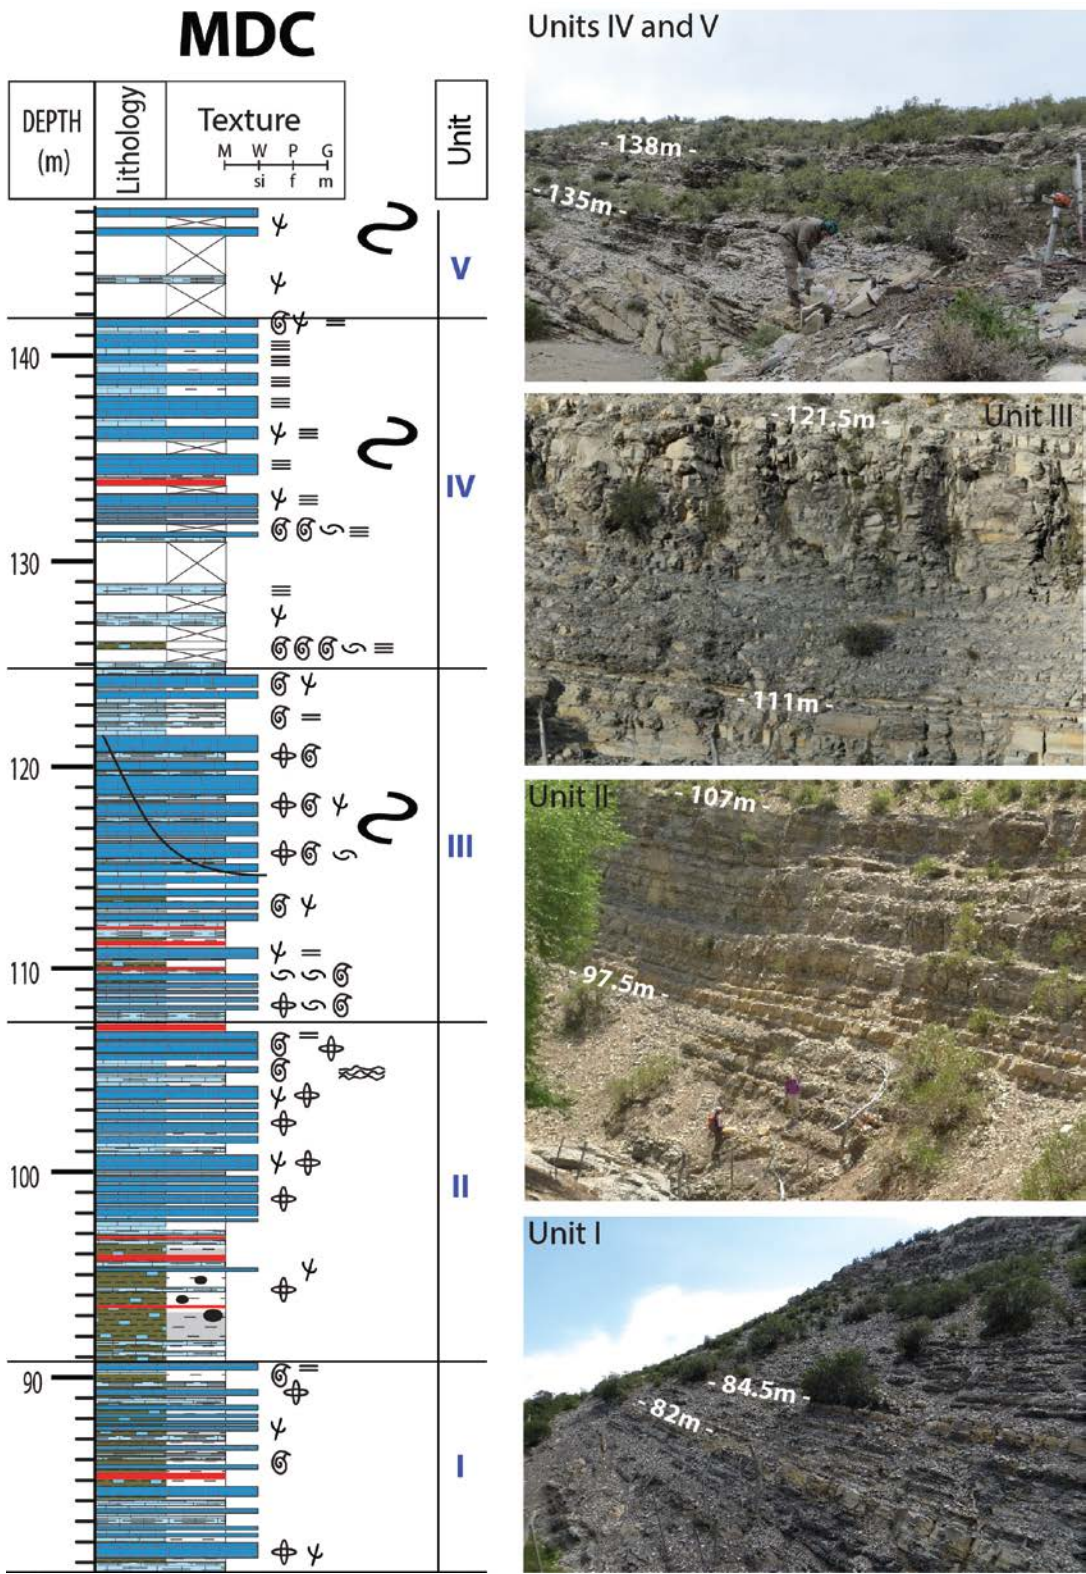 MDC
DEPTH
(m)
Lithology
Texture
M W P G
si f m
Unit
V
140
IV
130
120
III
110
100
II
90
I
Units IV and V
- 138m -
- 135m -
Unit III
- 121.5m -
- 111m -
Unit II
- 107m -
- 97.5m -
Unit I
- 84.5m -
- 82m -